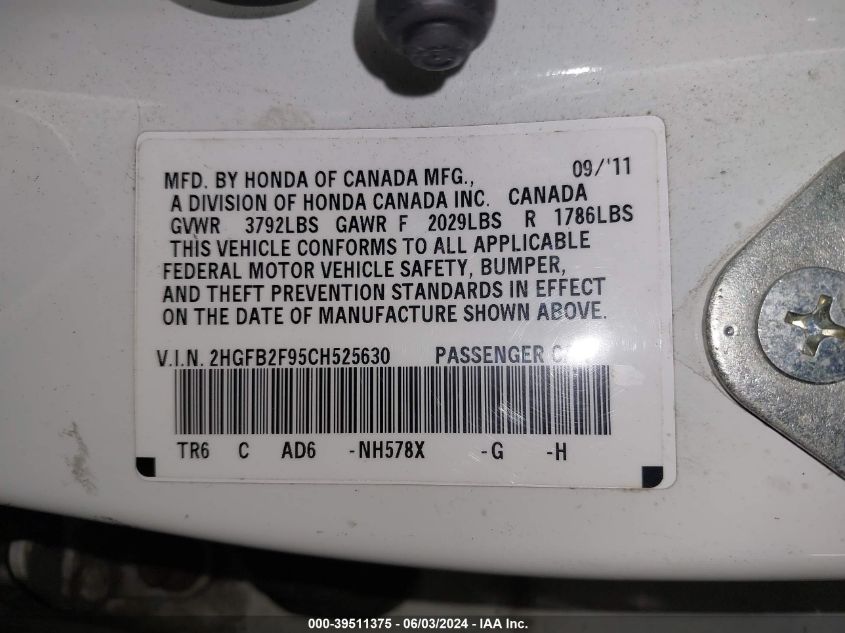 MFD. BY HONDA OF CANADA MFG., 09/'11
A DIVISION OF HONDA CANADA INC. CANADA
GVWR 3792LBS GAWR F 2029LBS R 1786LBS
THIS VEHICLE CONFORMS TO ALL APPLICABLE
FEDERAL MOTOR VEHICLE SAFETY, BUMPER,
AND THEFT PREVENTION STANDARDS IN EFFECT
ON THE DATE OF MANUFACTURE SHOWN ABOVE.
V.I.N. 2HGFB2F95CH525630 PASSENGER
TR6 C AD6 -NH578X -G -H
000-39511375 - 06/03/2024 - IAA Inc.